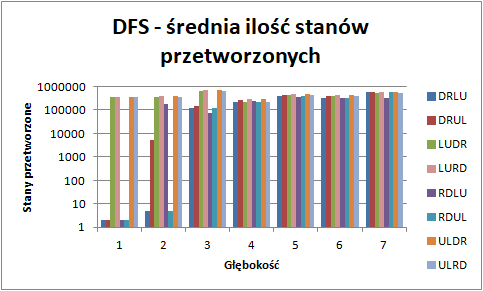 DFS - średnia ilość stanów
przetworzonych
Stany przetworzone
1000000
100000
10000
1000
100
10
1
1 2 3 4 5 6 7
Głębokość
DRLU
DRUL
LUDR
LURD
RDLU
RDUL
ULDR
ULRD